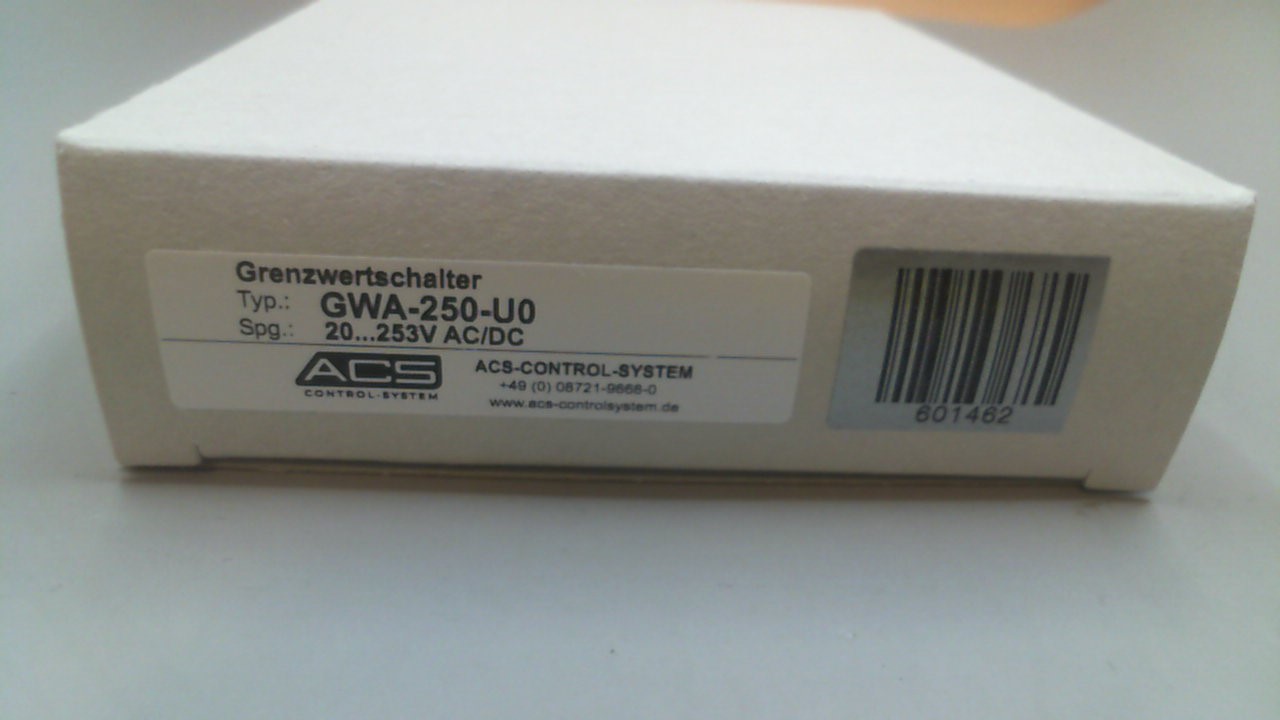 Grenzwertschalter
Typ.: GWA-250-U0
Spg.: 20...253V AC/DC
ACS
CONTROL-SYSTEM
ACS-CONTROL-SYSTEM
+49 (0) 08721-9668-0
www.acs-controlsystem.de
601462